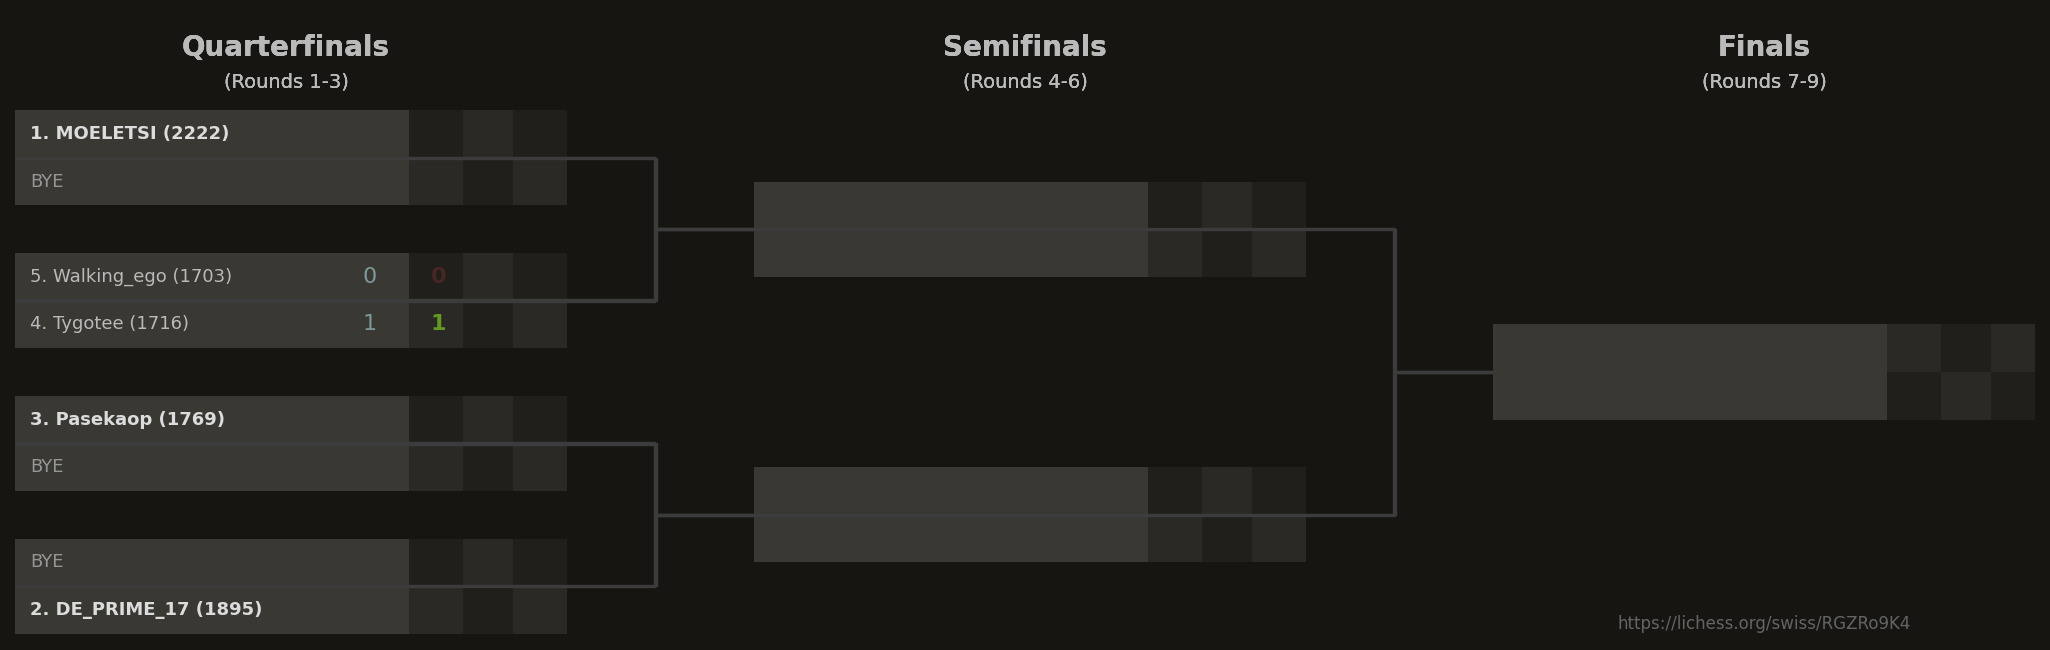 Quarterfinals
(Rounds 1-3)
Semifinals
(Rounds 4-6)
Finals
(Rounds 7-9)
1. MOELETSI (2222)
BYE
5. Walking_ego (1703) 0 0
4. Tygotee (1716) 1 1
3. Pasekaop (1769)
BYE
BYE
2. DE_PRIME_17 (1895)
https://lichess.org/swiss/RGZRo9K4